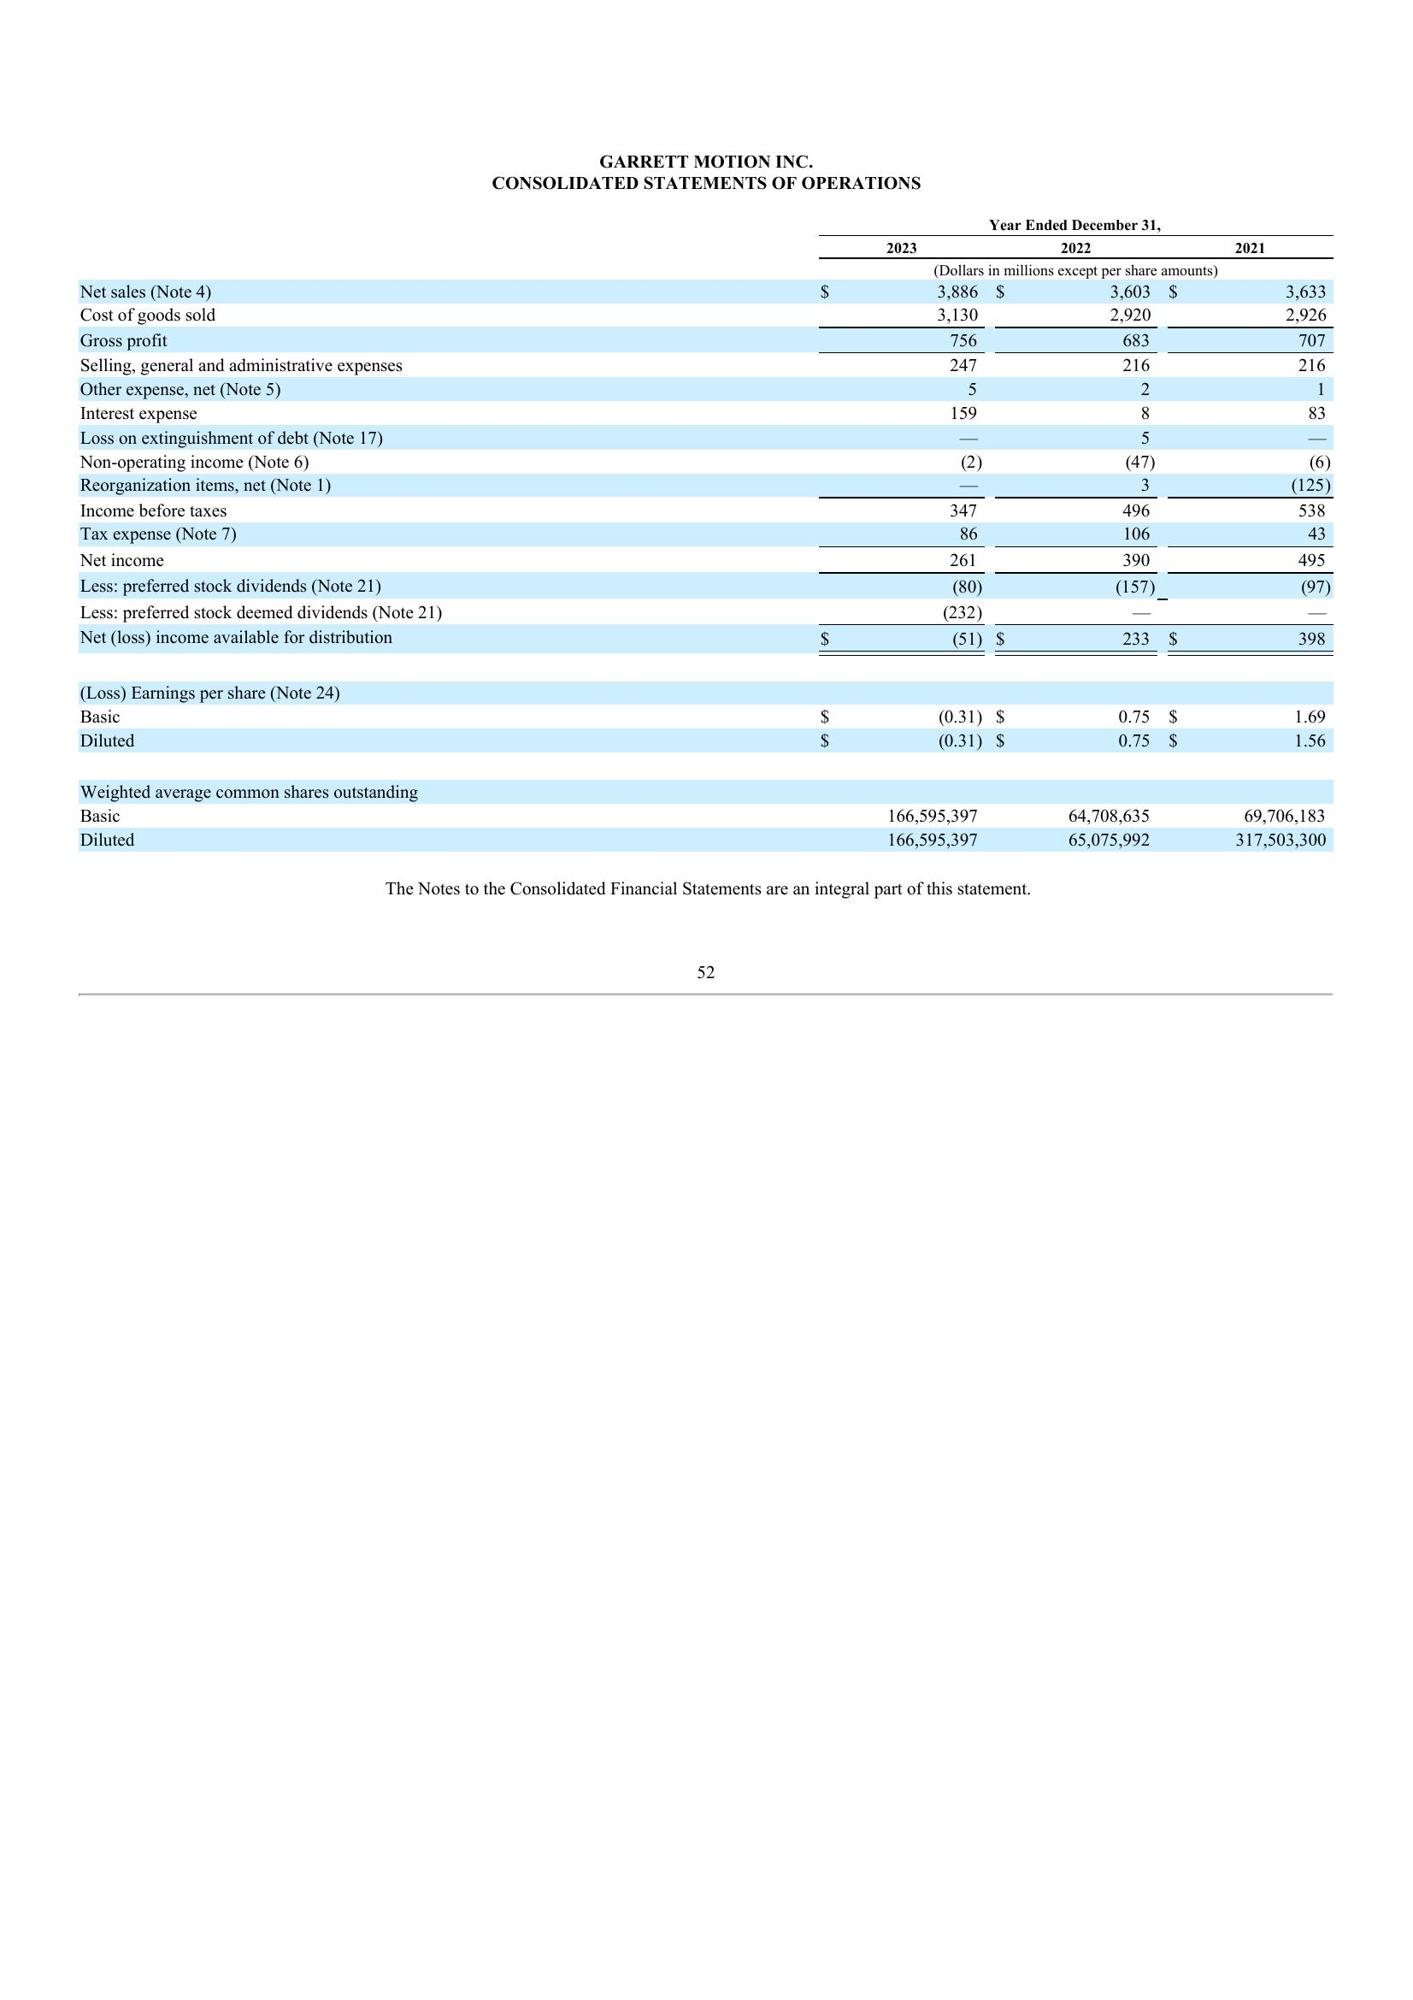 GARRETT MOTION INC.
CONSOLIDATED STATEMENTS OF OPERATIONS
Year Ended December 31,
2023 2022 2021
(Dollars in millions except per share amounts)
Net sales (Note 4) $ 3,886 $ 3,603 $ 3,633
Cost of goods sold 3,130 2,920 2,926
Gross profit 756 683 707
Selling, general and administrative expenses 247 216 216
Other expense, net (Note 5) 5 2 1
Interest expense 159 8 83
Loss on extinguishment of debt (Note 17) — 5 —
Non-operating income (Note 6) (2) (47) (6)
Reorganization items, net (Note 1) — 3 (125)
Income before taxes 347 496 538
Tax expense (Note 7) 86 106 43
Net income 261 390 495
Less: preferred stock dividends (Note 21) (80) (157) (97)
Less: preferred stock deemed dividends (Note 21) (232) — —
Net (loss) income available for distribution $ (51) $ 233 $ 398
(Loss) Earnings per share (Note 24)
Basic $ (0.31) $ 0.75 $ 1.69
Diluted $ (0.31) $ 0.75 $ 1.56
Weighted average common shares outstanding
Basic 166,595,397 64,708,635 69,706,183
Diluted 166,595,397 65,075,992 317,503,300
The Notes to the Consolidated Financial Statements are an integral part of this statement.
52